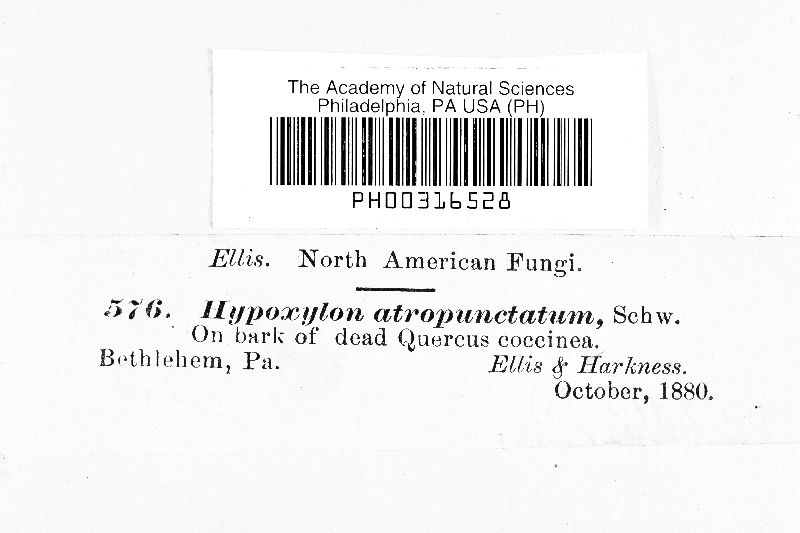 The Academy of Natural Sciences
Philadelphia, PA USA (PH)
PH00316528
Ellis. North American Fungi.
576. Hypoxylon atropunctatum, Schw.
On bark of dead Quercus coccinea.
Bethlehem, Pa. Ellis & Harkness.
October, 1880.